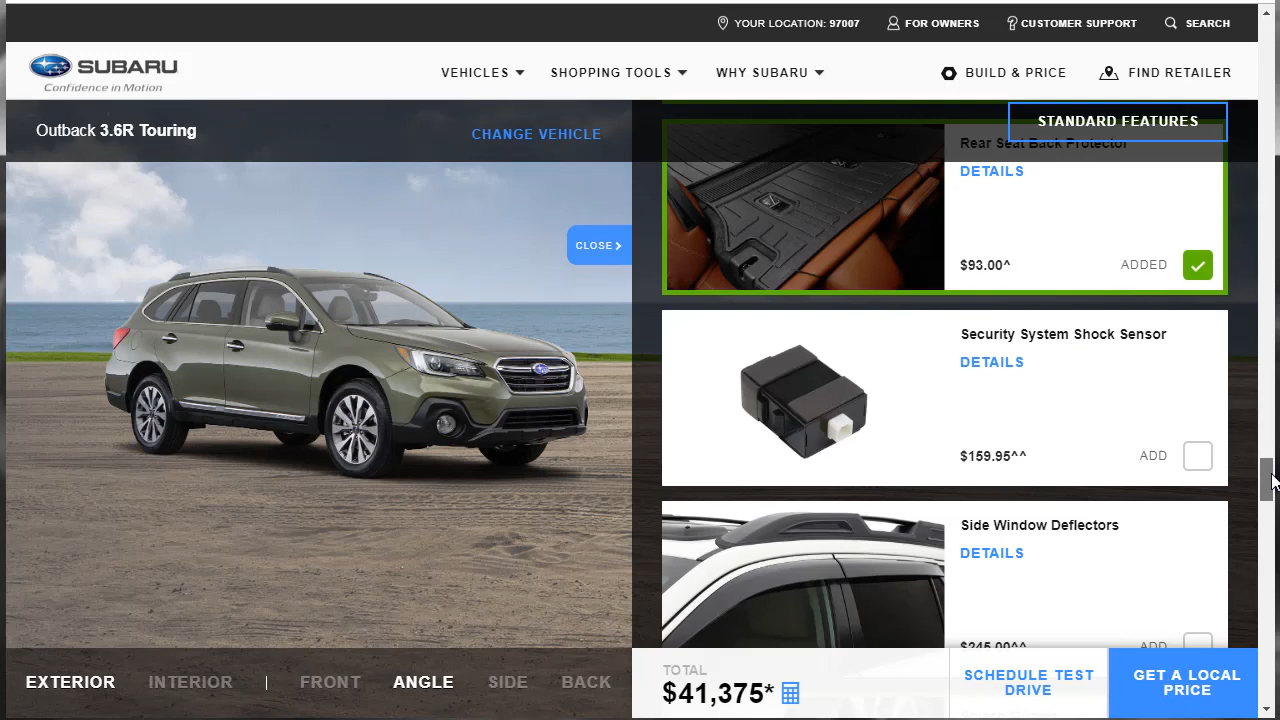 YOUR LOCATION: 97007
FOR OWNERS
CUSTOMER SUPPORT
SEARCH
SUBARU
Confidence in Motion
VEHICLES
SHOPPING TOOLS
WHY SUBARU
BUILD & PRICE
FIND RETAILER
Outback 3.6R Touring
CHANGE VEHICLE
STANDARD FEATURES
Rear Seat Back Protector
DETAILS
$93.00^
ADDED
CLOSE
Security System Shock Sensor
DETAILS
$159.95^^
ADD
Side Window Deflectors
DETAILS
$245.00^^
ADD
EXTERIOR
INTERIOR
FRONT
ANGLE
SIDE
BACK
TOTAL
$41,375*
SCHEDULE TEST
DRIVE
GET A LOCAL
PRICE